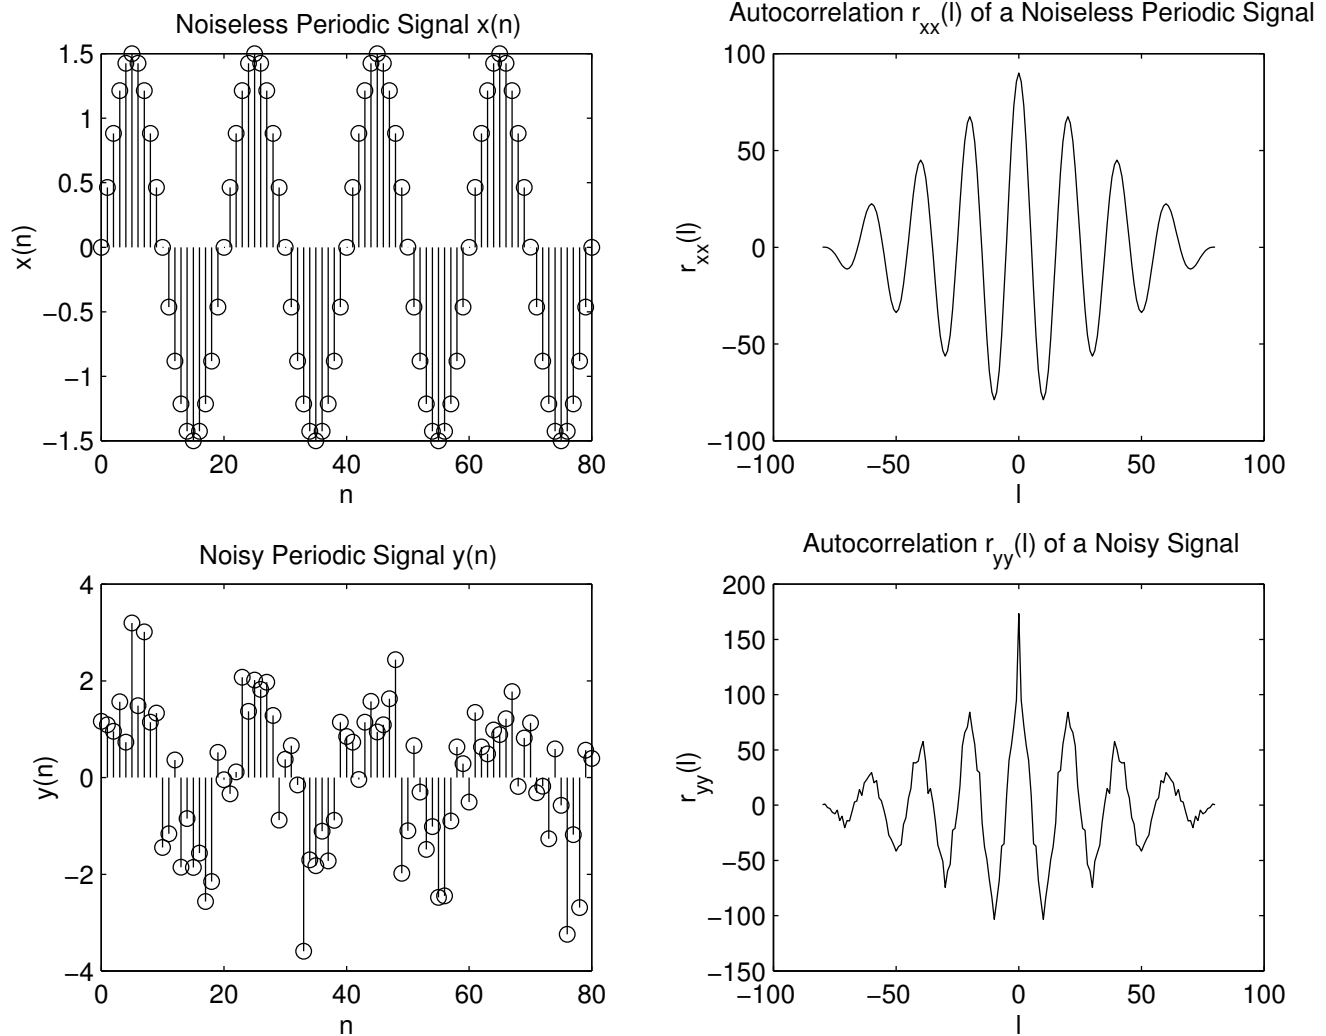 Noiseless Periodic Signal x(n)
1.5
1
0.5
0
−0.5
−1
−1.5
0 20 40 60 80
x(n)
n
Autocorrelation r_xx(l) of a Noiseless Periodic Signal
100
50
0
−50
−100
−100 −50 0 50 100
r_xx(l)
l
Noisy Periodic Signal y(n)
4
2
0
−2
−4
0 20 40 60 80
y(n)
n
Autocorrelation r_yy(l) of a Noisy Signal
200
150
100
50
0
−50
−100
−150
−100 −50 0 50 100
r_yy(l)
l